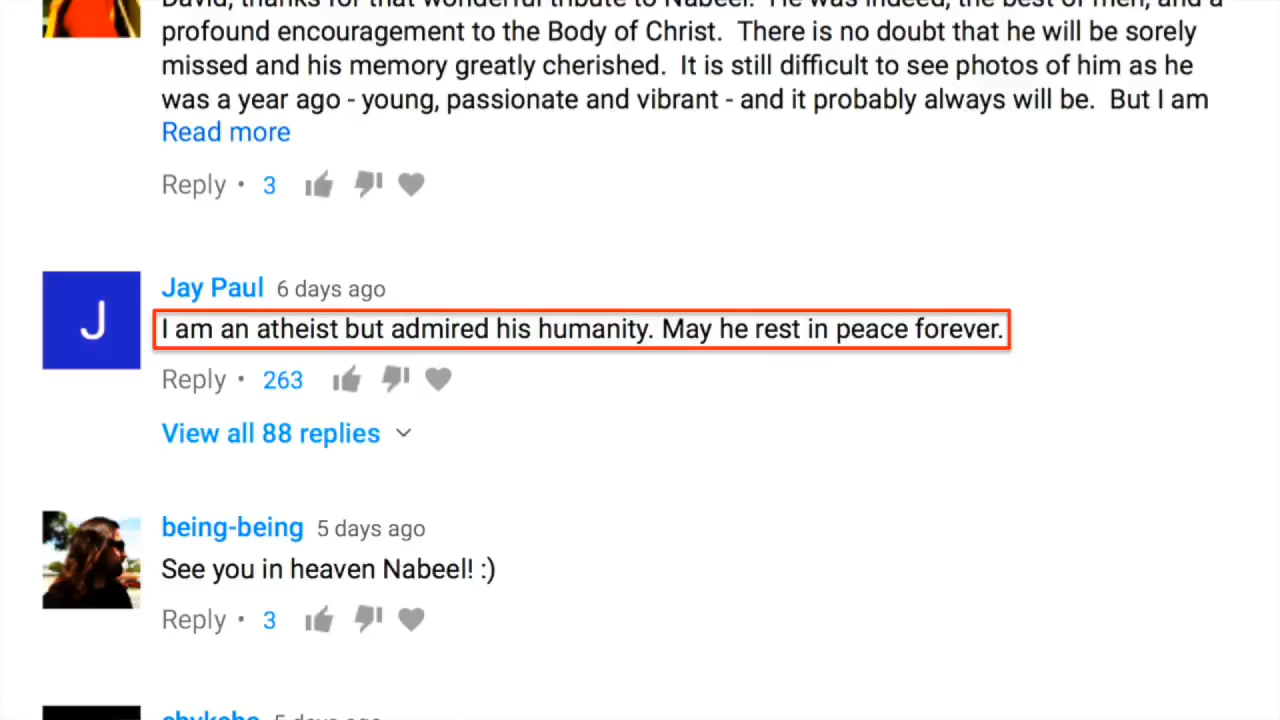 David, thanks for that wonderful tribute to Nabeel! He was indeed, the best of men, and a
profound encouragement to the Body of Christ. There is no doubt that he will be sorely
missed and his memory greatly cherished. It is still difficult to see photos of him as he
was a year ago - young, passionate and vibrant - and it probably always will be. But I am
Read more
Reply • 3
J
Jay Paul 6 days ago
I am an atheist but admired his humanity. May he rest in peace forever.
Reply • 263
View all 88 replies
being-being 5 days ago
See you in heaven Nabeel! :)
Reply • 3
5 days ago